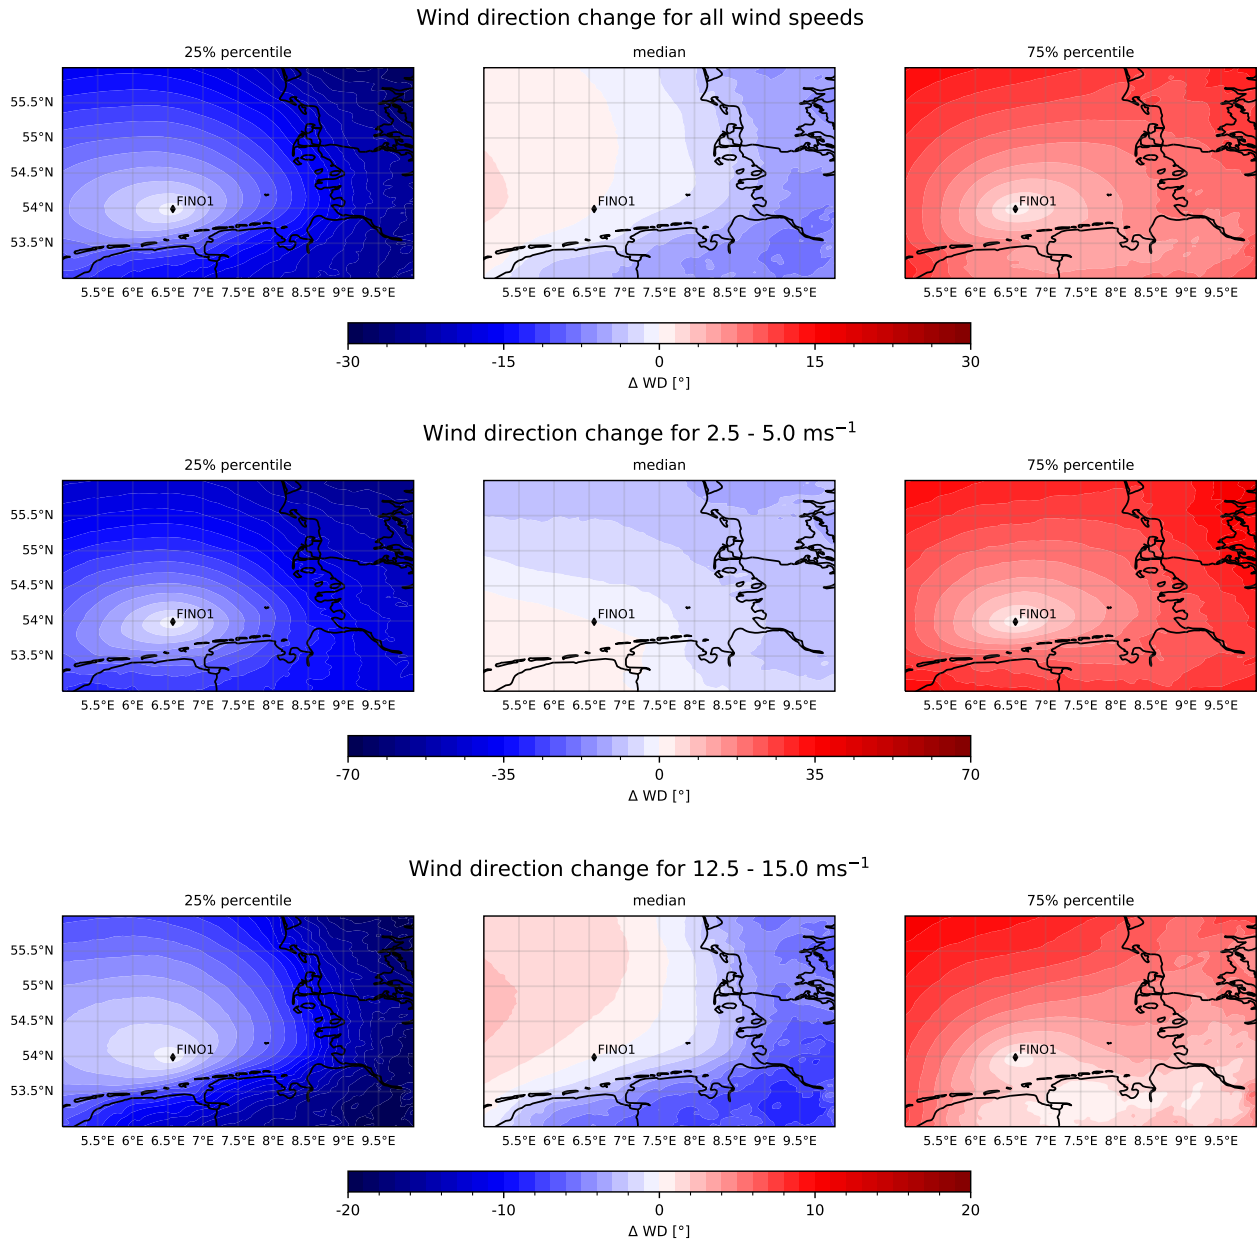 Wind direction change for all wind speeds
25% percentile
median
75% percentile
55.5°N
55°N
54.5°N
54°N
53.5°N
FINO1
FINO1
FINO1
5.5°E 6°E 6.5°E 7°E 7.5°E 8°E 8.5°E 9°E 9.5°E
5.5°E 6°E 6.5°E 7°E 7.5°E 8°E 8.5°E 9°E 9.5°E
5.5°E 6°E 6.5°E 7°E 7.5°E 8°E 8.5°E 9°E 9.5°E
-30 -15 0 15 30
Δ WD [°]
Wind direction change for 2.5 - 5.0 ms⁻¹
25% percentile
median
75% percentile
55.5°N
55°N
54.5°N
54°N
53.5°N
FINO1
FINO1
FINO1
5.5°E 6°E 6.5°E 7°E 7.5°E 8°E 8.5°E 9°E 9.5°E
5.5°E 6°E 6.5°E 7°E 7.5°E 8°E 8.5°E 9°E 9.5°E
5.5°E 6°E 6.5°E 7°E 7.5°E 8°E 8.5°E 9°E 9.5°E
-70 -35 0 35 70
Δ WD [°]
Wind direction change for 12.5 - 15.0 ms⁻¹
25% percentile
median
75% percentile
55.5°N
55°N
54.5°N
54°N
53.5°N
FINO1
FINO1
FINO1
5.5°E 6°E 6.5°E 7°E 7.5°E 8°E 8.5°E 9°E 9.5°E
5.5°E 6°E 6.5°E 7°E 7.5°E 8°E 8.5°E 9°E 9.5°E
5.5°E 6°E 6.5°E 7°E 7.5°E 8°E 8.5°E 9°E 9.5°E
-20 -10 0 10 20
Δ WD [°]